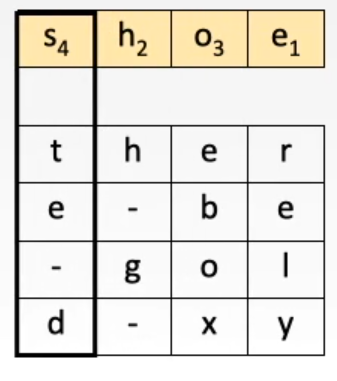 s4 h2 o3 e1
t h e r
e - b e
- g o l
d - x y